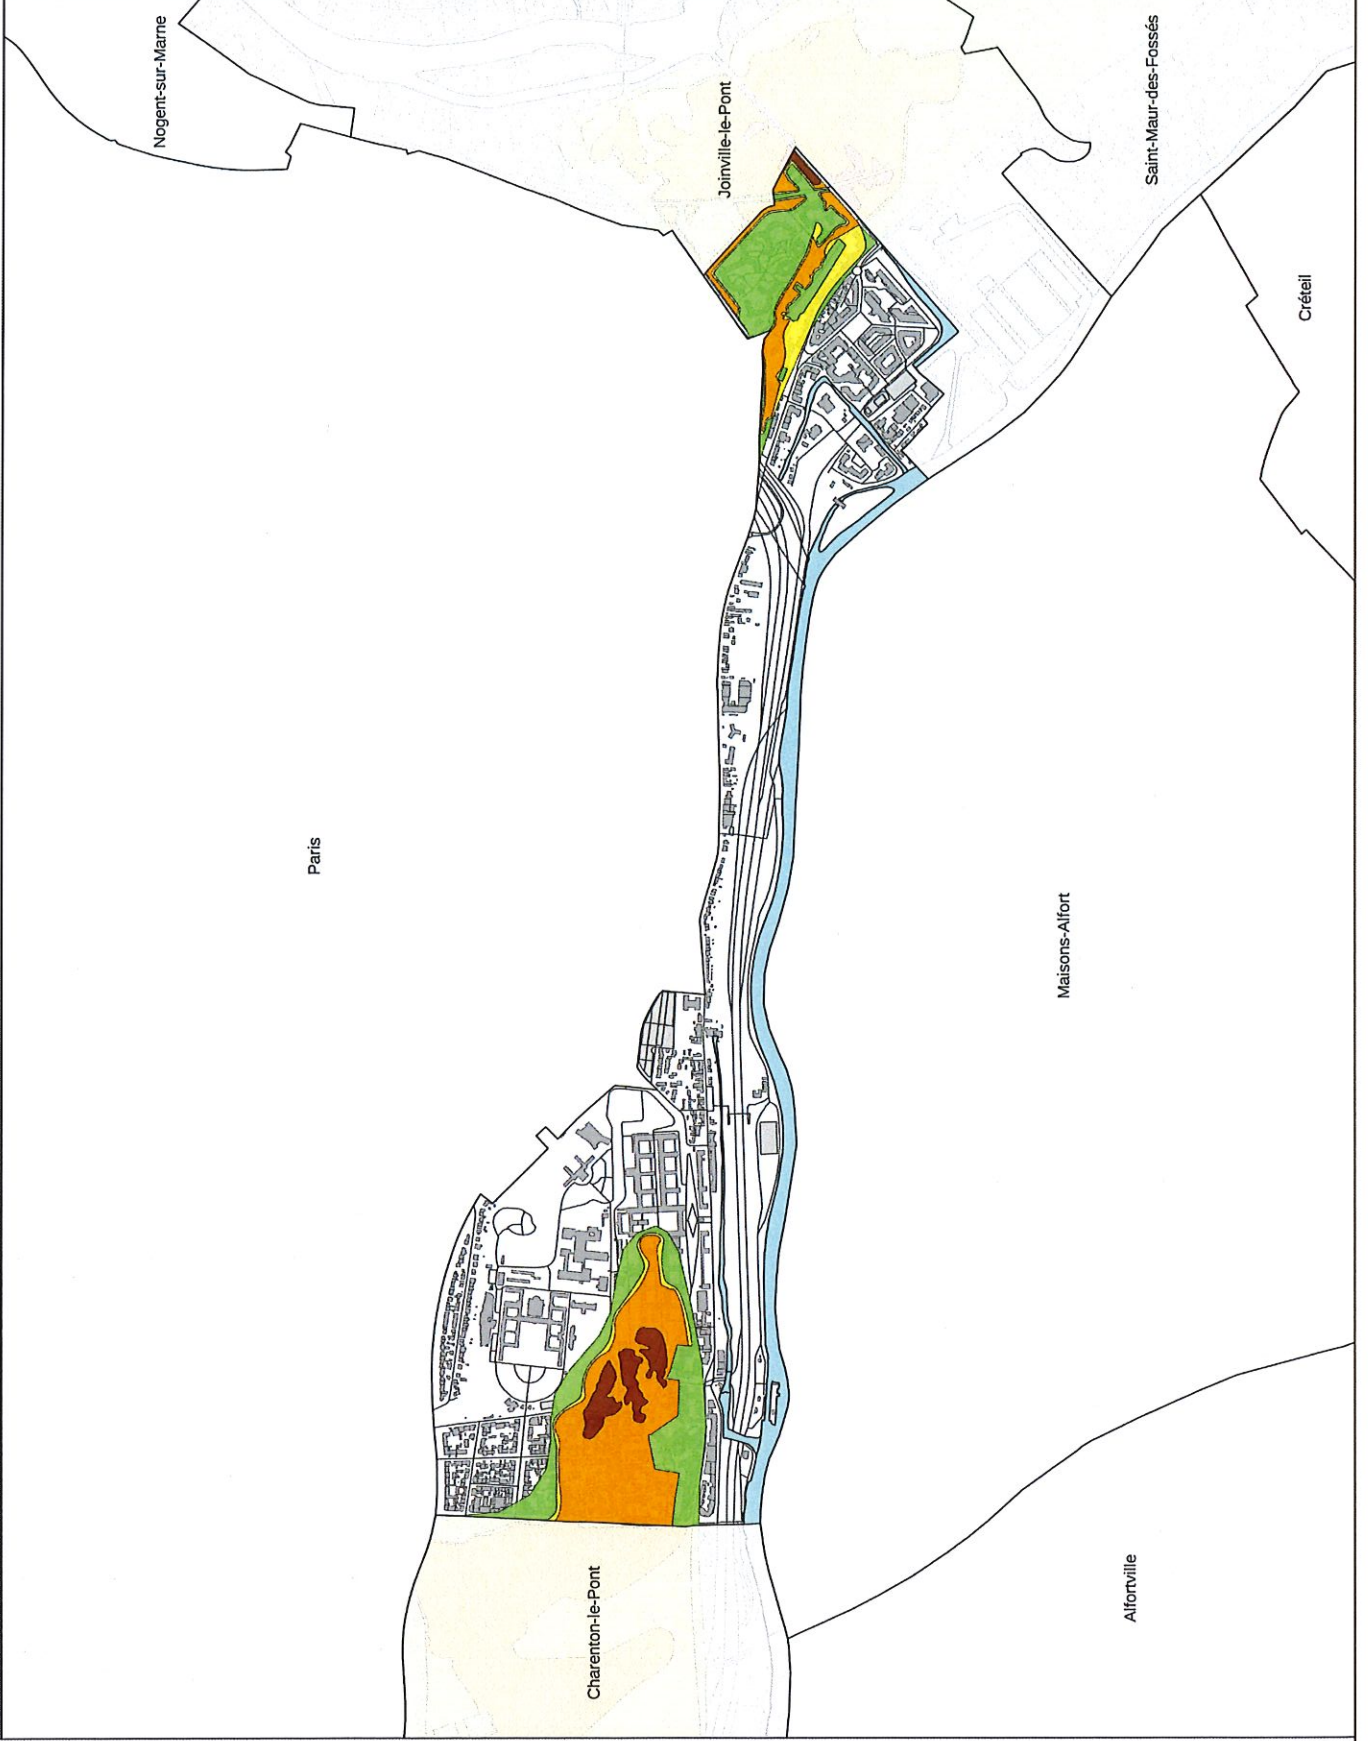 Nogent-sur-Marne
Joinville-le-Pont
Saint-Maur-des-Fossés
Créteil
Paris
Maisons-Alfort
Charenton-le-Pont
Alfortville